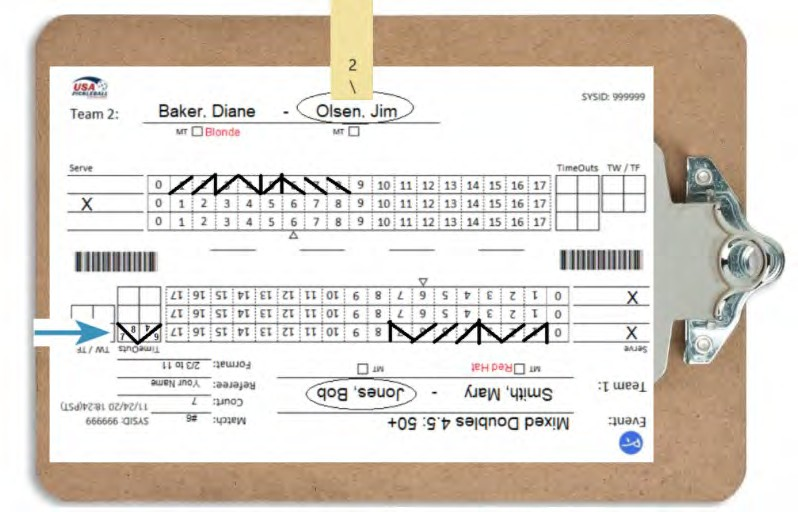 2
\
USA PICKLEBALL
SYSID: 999999
Team 2: Baker, Diane - Olsen, Jim
MT Blonde MT
Serve TimeOuts TW / TF
0 9 10 11 12 13 14 15 16 17
X 0 1 2 3 4 5 6 7 8 9 10 11 12 13 14 15 16 17
0 1 2 3 4 5 6 7 8 9 10 11 12 13 14 15 16 17
Event: Mixed Doubles 4.5: 50+ Match: #6 SYSID: 999999
Court: 7 11/24/20 18:24(PST)
Team 1: Smith, Mary - Jones, Bob Referee: Your Name
MT Red Hat MT Format: 2/3 to 11
Serve TimeOuts TW / TF
X 0 8 9 10 11 12 13 14 15 16 17 9 4 8 7
X 0 1 2 3 4 5 6 7 8 9 10 11 12 13 14 15 16 17
0 1 2 3 4 5 6 7 8 9 10 11 12 13 14 15 16 17